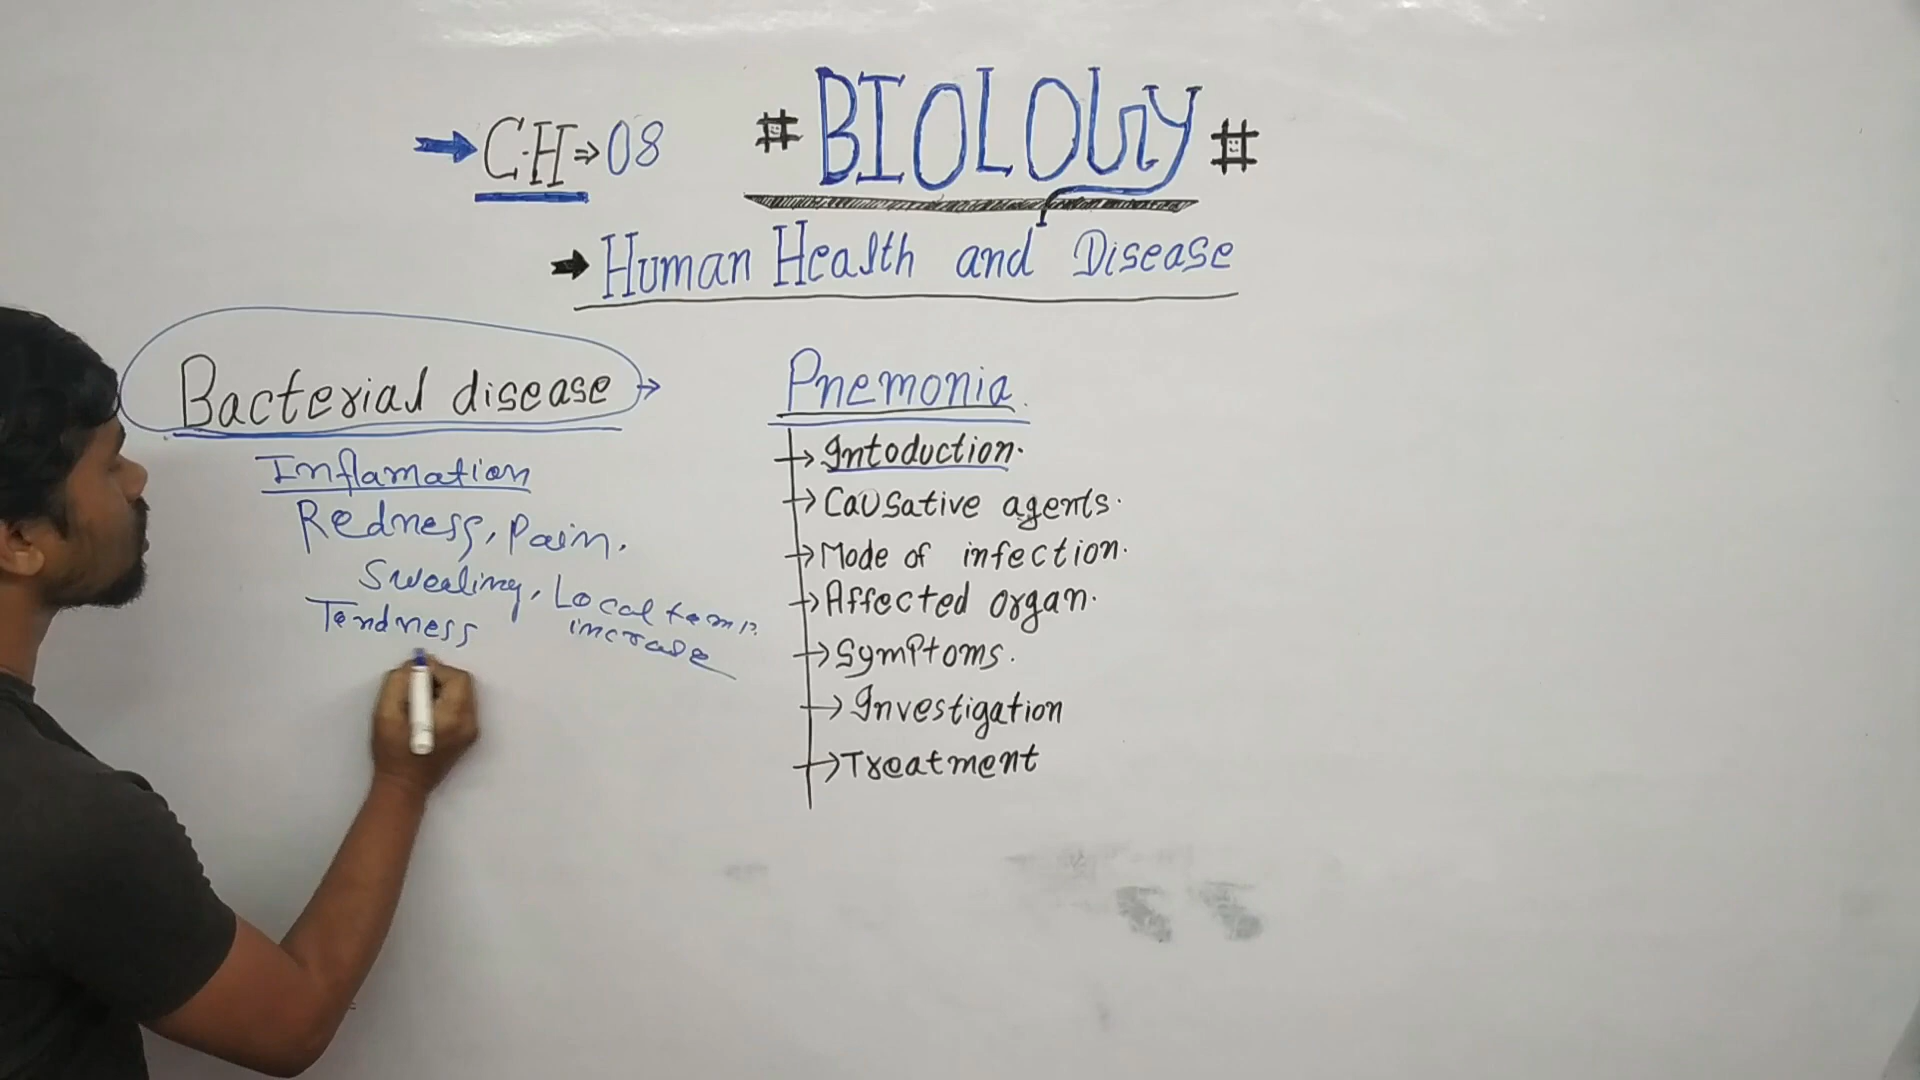 ➡ CH ⇒ 08
# BIOLOGY #
➡ Human Health and Disease
Bacterial disease →
Inflamation
Redness, Pain,
Swealing, Local temp.
increase
Tendness
Pnemonia.
→ Intoduction.
→ Causative agents.
→ Mode of infection.
→ Affected organ.
→ Symptoms.
→ Investigation
→ Treatment